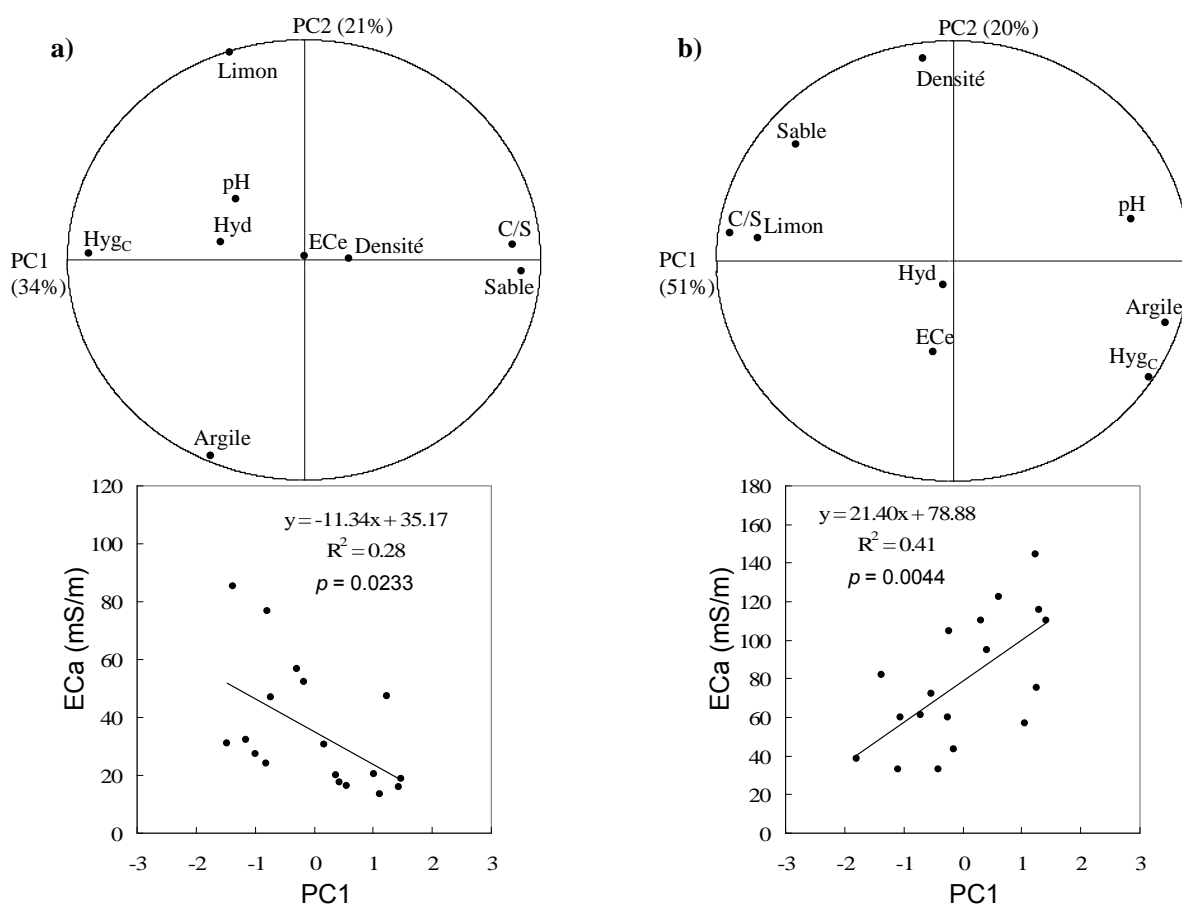 a)
PC2 (21%)
Limon
pH
Hyd
Hyg_C
ECe
Densité
C/S
PC1
(34%)
Sable
Argile
b)
PC2 (20%)
Densité
Sable
pH
C/S
Limon
PC1
(51%)
Hyd
Argile
ECe
Hyg_C
120
100
80
60
40
20
0
ECa (mS/m)
y = -11.34x + 35.17
R² = 0.28
p = 0.0233
-3 -2 -1 0 1 2 3
PC1
180
160
140
120
100
80
60
40
20
0
ECa (mS/m)
y = 21.40x + 78.88
R² = 0.41
p = 0.0044
-3 -2 -1 0 1 2 3
PC1